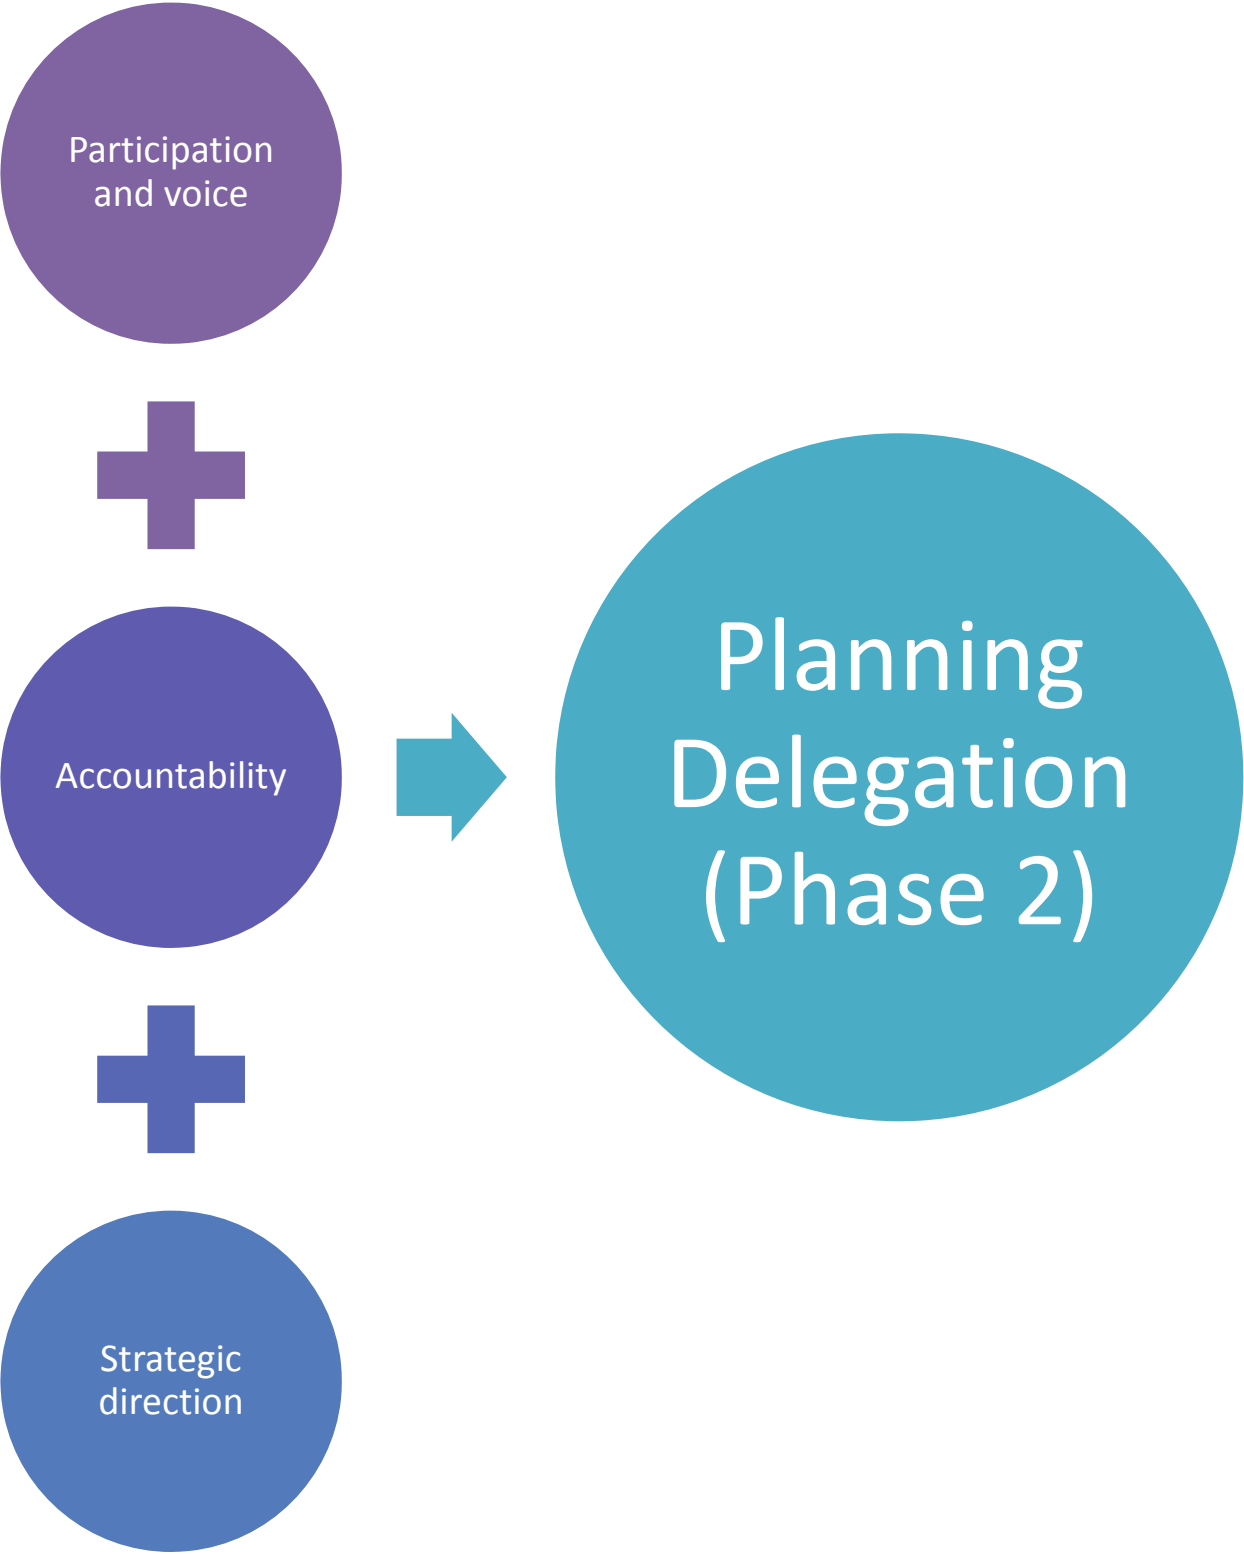 Participation
and voice
Accountability
Strategic
direction
Planning
Delegation
(Phase 2)